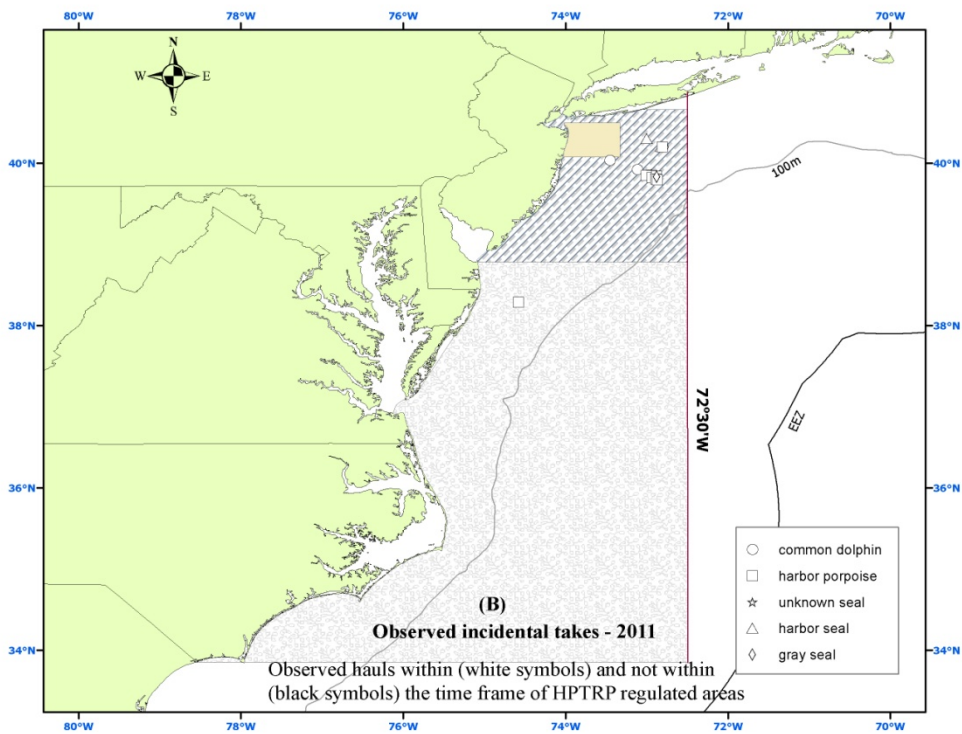 80°W 78°W 76°W 74°W 72°W 70°W
N
W E
S
40°N 40°N
100m
38°N 38°N
72°30'W
EEZ
36°N 36°N
common dolphin
harbor porpoise
unknown seal
harbor seal
gray seal
(B)
Observed incidental takes - 2011
34°N 34°N
Observed hauls within (white symbols) and not within
(black symbols) the time frame of HPTRP regulated areas
80°W 78°W 76°W 74°W 72°W 70°W